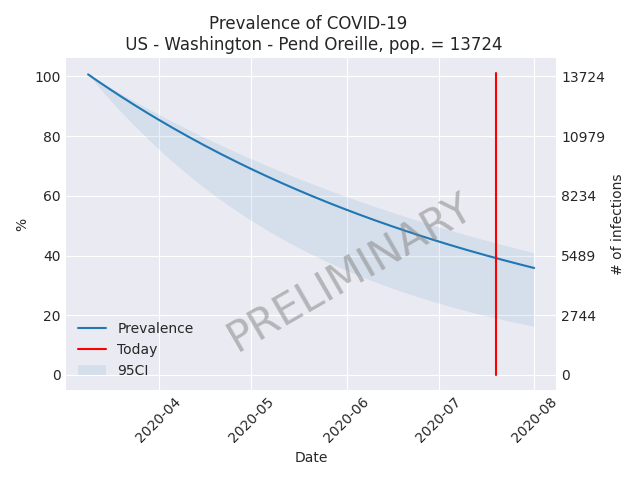 Prevalence of COVID-19
US - Washington - Pend Oreille, pop. = 13724
100
80
60
40
20
0
%
13724
10979
8234
5489
2744
0
# of infections
PRELIMINARY
Prevalence
Today
95CI
2020-04
2020-05
2020-06
2020-07
2020-08
Date